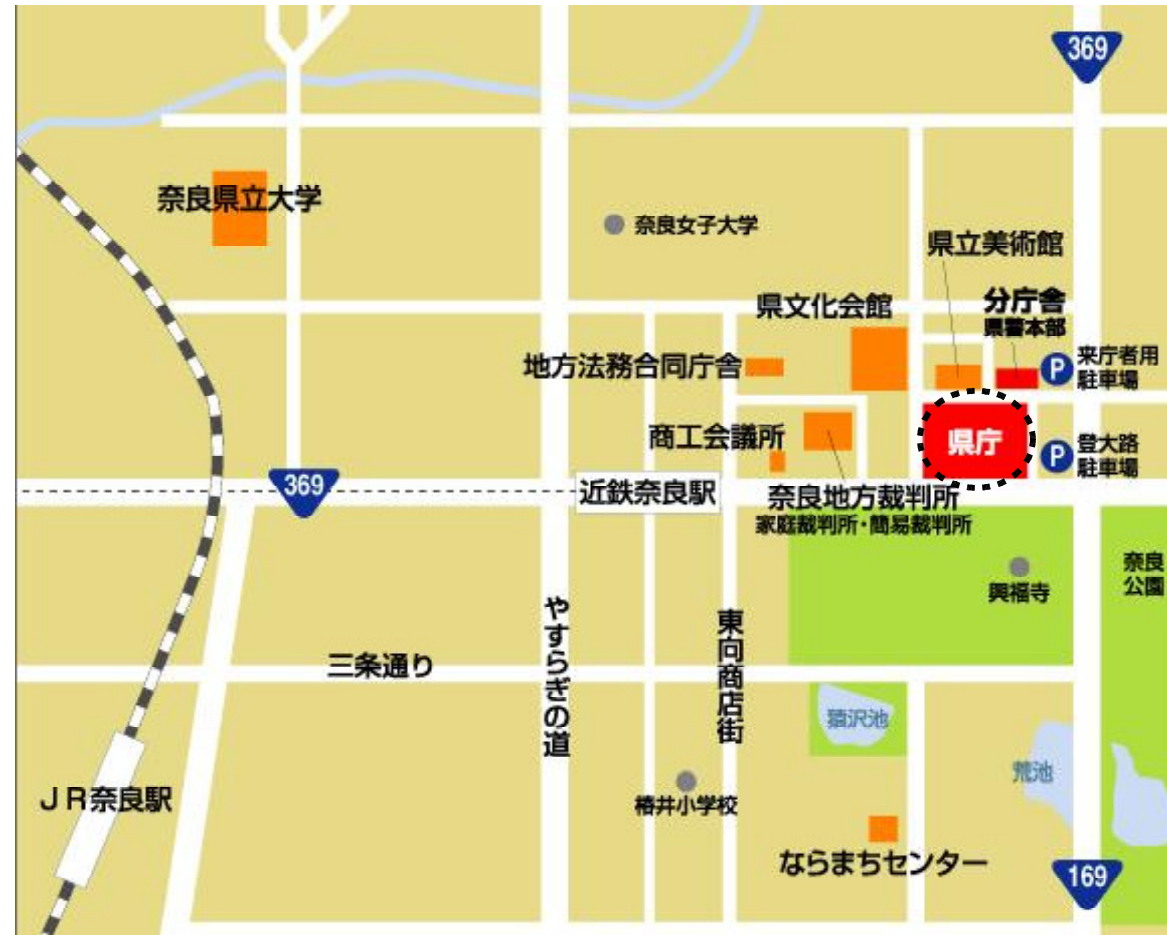 369
奈良県立大学
奈良女子大学
県立美術館
分庁舎
県警本部
県文化会館
来庁者用
駐車場
P
地方法務合同庁舎
商工会議所
県庁
P
登大路
駐車場
369
近鉄奈良駅
奈良地方裁判所
家庭裁判所・簡易裁判所
興福寺
奈良
公園
やすらぎの道
東向商店街
三条通り
猿沢池
荒池
JR奈良駅
椿井小学校
ならまちセンター
169